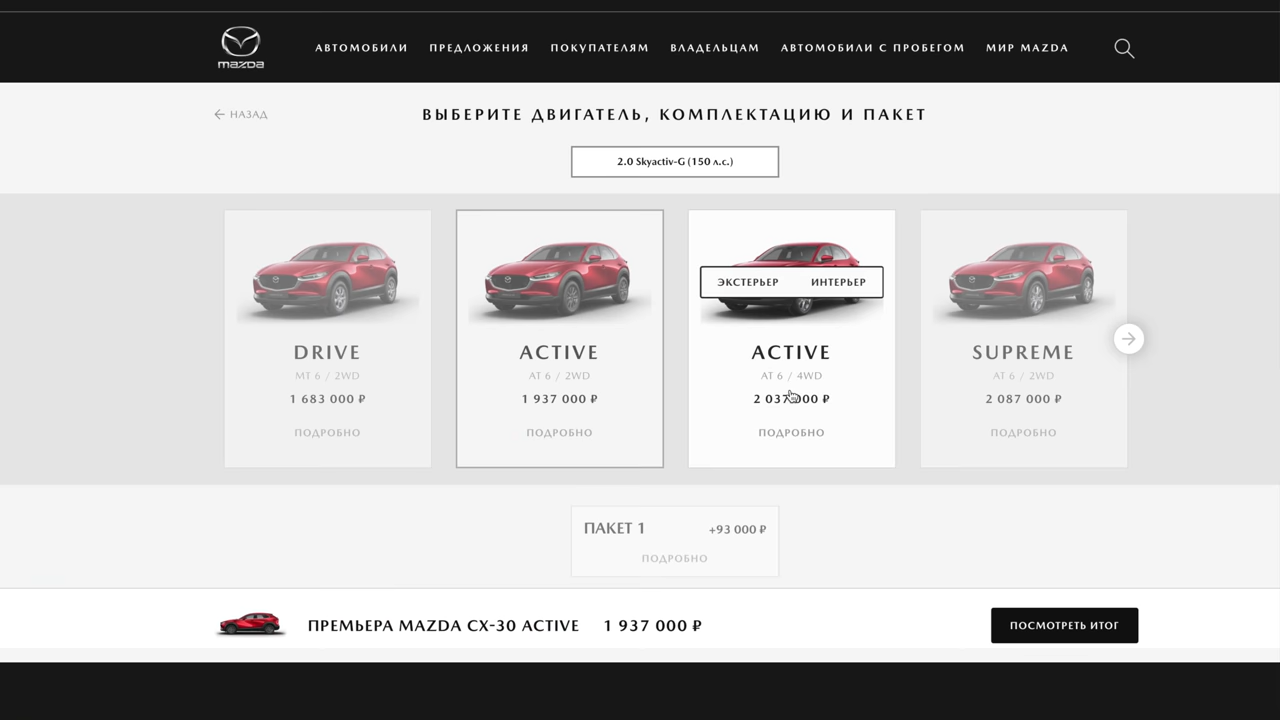 mazda
АВТОМОБИЛИ ПРЕДЛОЖЕНИЯ ПОКУПАТЕЛЯМ ВЛАДЕЛЬЦАМ АВТОМОБИЛИ С ПРОБЕГОМ МИР MAZDA
НАЗАД
ВЫБЕРИТЕ ДВИГАТЕЛЬ, КОМПЛЕКТАЦИЮ И ПАКЕТ
2.0 Skyactiv-G (150 л.с.)
DRIVE
MT 6 / 2WD
1 683 000 ₽
ПОДРОБНО
ACTIVE
AT 6 / 2WD
1 937 000 ₽
ПОДРОБНО
ЭКСТЕРЬЕР ИНТЕРЬЕР
ACTIVE
AT 6 / 4WD
2 037 000 ₽
ПОДРОБНО
SUPREME
AT 6 / 2WD
2 087 000 ₽
ПОДРОБНО
ПАКЕТ 1 +93 000 ₽
ПОДРОБНО
ПРЕМЬЕРА MAZDA CX-30 ACTIVE 1 937 000 ₽
ПОСМОТРЕТЬ ИТОГ